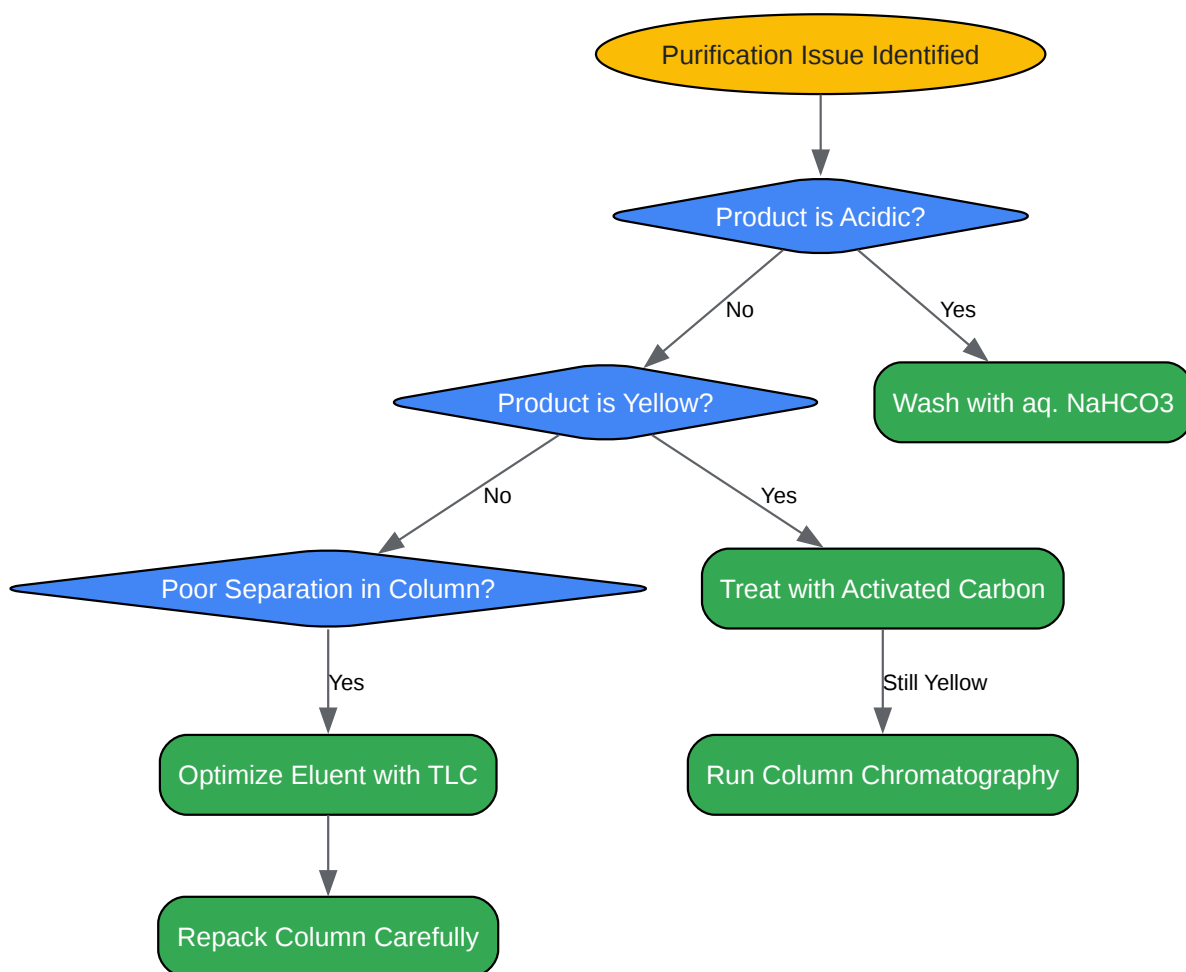 Purification Issue Identified
Product is Acidic?
No
Yes
Product is Yellow?
Wash with aq. NaHCO3
No
Yes
Poor Separation in Column?
Treat with Activated Carbon
Yes
Still Yellow
Optimize Eluent with TLC
Run Column Chromatography
Repack Column Carefully